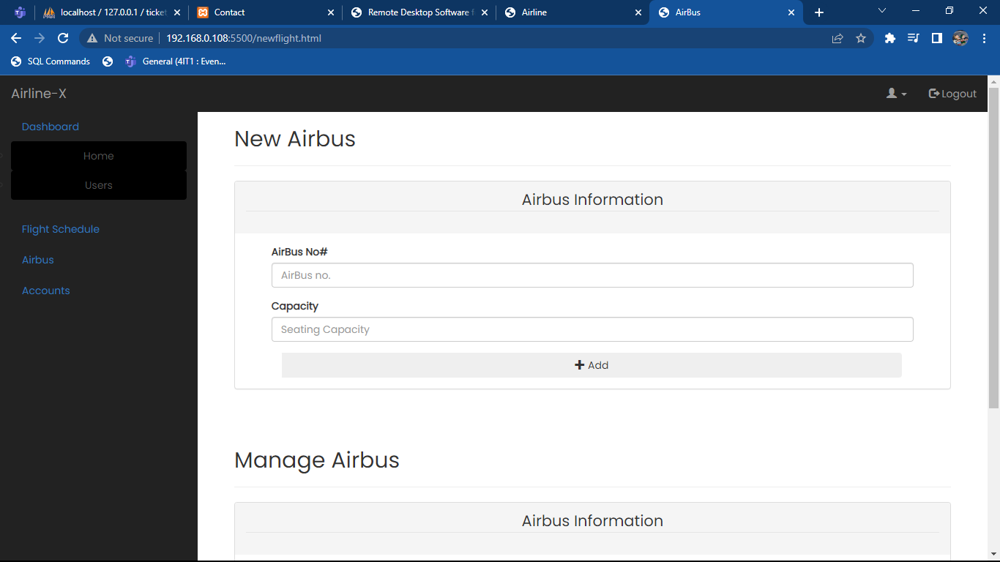 localhost / 127.0.0.1 / ticket
Contact
Remote Desktop Software f
Airline
AirBus
Not secure
192.168.0.108:5500/newflight.html
SQL Commands
General (4IT1 : Even...
Airline-X
Logout
Dashboard
Home
Users
Flight Schedule
Airbus
Accounts
New Airbus
Airbus Information
AirBus No#
AirBus no.
Capacity
Seating Capacity
Add
Manage Airbus
Airbus Information